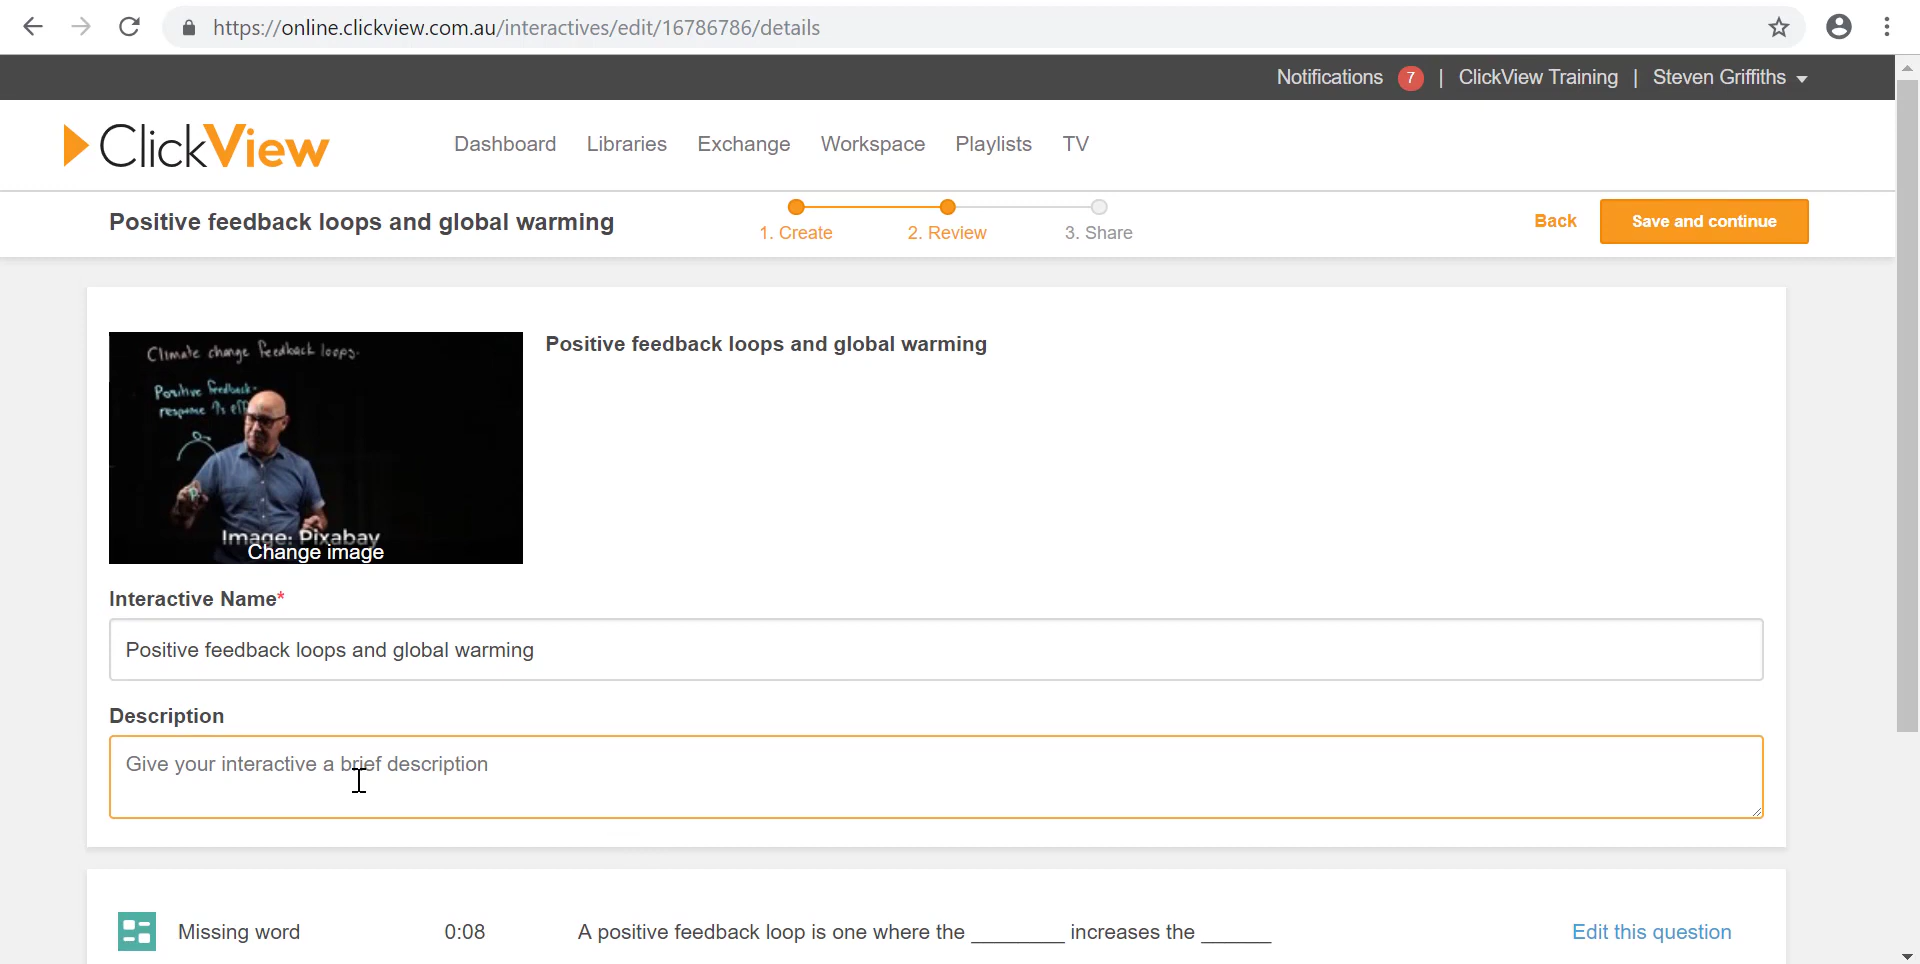 https://online.clickview.com.au/interactives/edit/16786786/details
Notifications 7 | ClickView Training | Steven Griffiths
ClickView
Dashboard Libraries Exchange Workspace Playlists TV
Positive feedback loops and global warming
1. Create 2. Review 3. Share
Back Save and continue
Climate change feedback loops.
Positive feedback-
response
Image: Pixabay
Change image
Positive feedback loops and global warming
Interactive Name*
Positive feedback loops and global warming
Description
Give your interactive a brief description
Missing word 0:08 A positive feedback loop is one where the ________ increases the ______ Edit this question